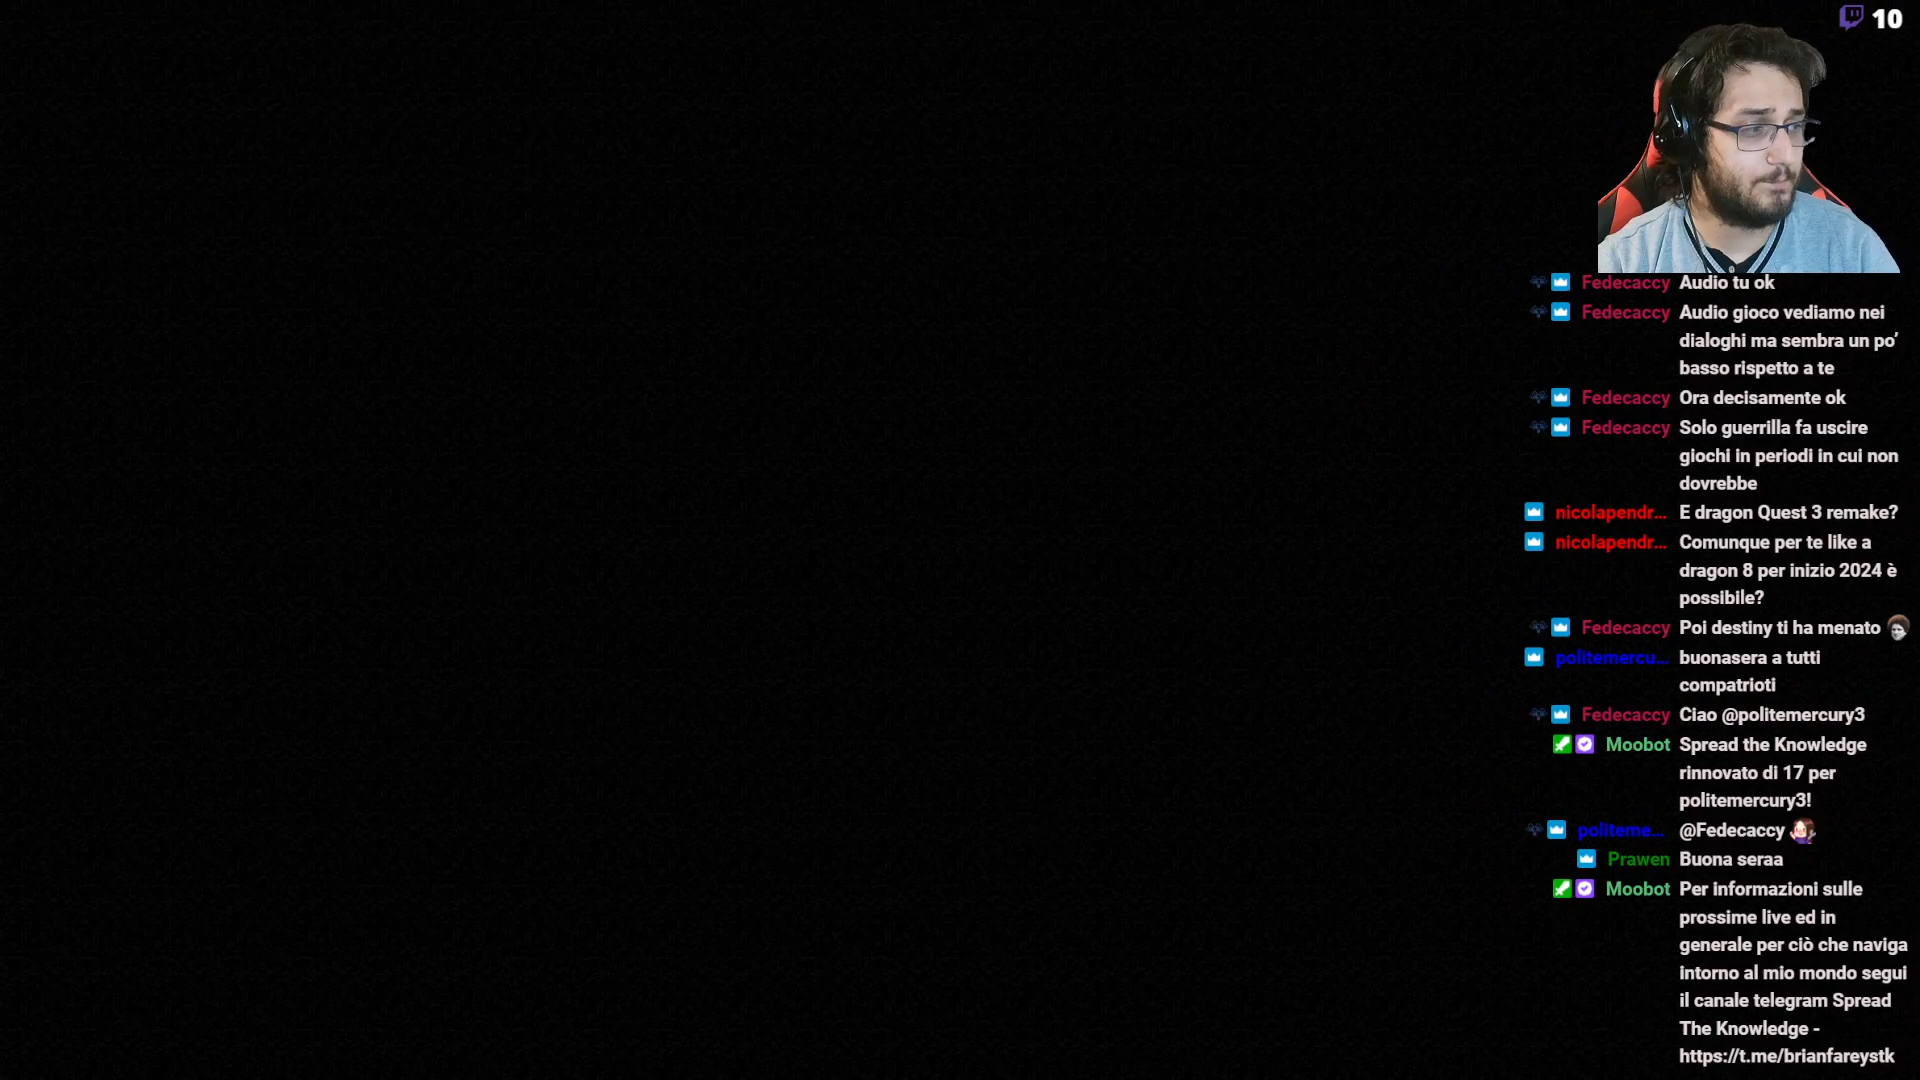 10
Fedecaccy Audio tu ok
Fedecaccy Audio gioco vediamo nei
dialoghi ma sembra un po’
basso rispetto a te
Fedecaccy Ora decisamente ok
Fedecaccy Solo guerrilla fa uscire
giochi in periodi in cui non
dovrebbe
nicolapendr... E dragon Quest 3 remake?
nicolapendr... Comunque per te like a
dragon 8 per inizio 2024 è
possibile?
Fedecaccy Poi destiny ti ha menato
politemercu... buonasera a tutti
compatrioti
Fedecaccy Ciao @politemercury3
Moobot Spread the Knowledge
rinnovato di 17 per
politemercury3!
politeme... @Fedecaccy
Prawen Buona seraa
Moobot Per informazioni sulle
prossime live ed in
generale per ciò che naviga
intorno al mio mondo segui
il canale telegram Spread
The Knowledge -
https://t.me/brianfareystk